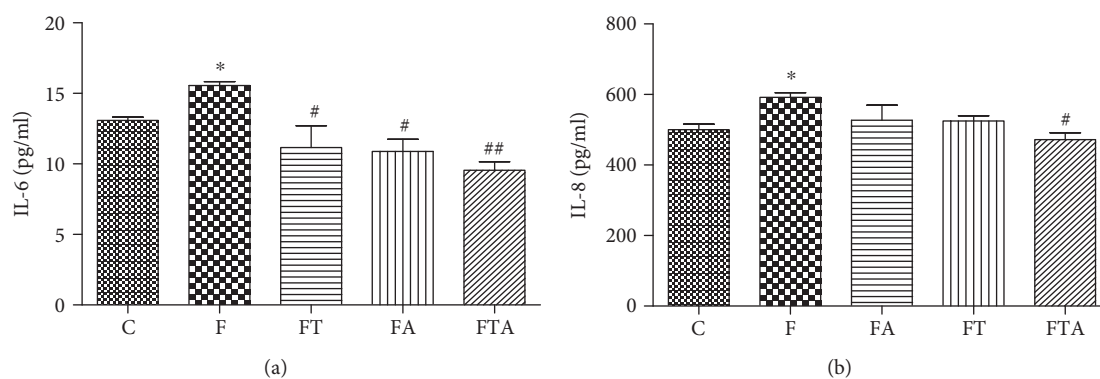 20
15
10
5
0
IL-6 (pg/ml)
*
#
#
##
C F FT FA FTA
(a)
800
600
400
200
0
IL-8 (pg/ml)
*
#
C F FA FT FTA
(b)